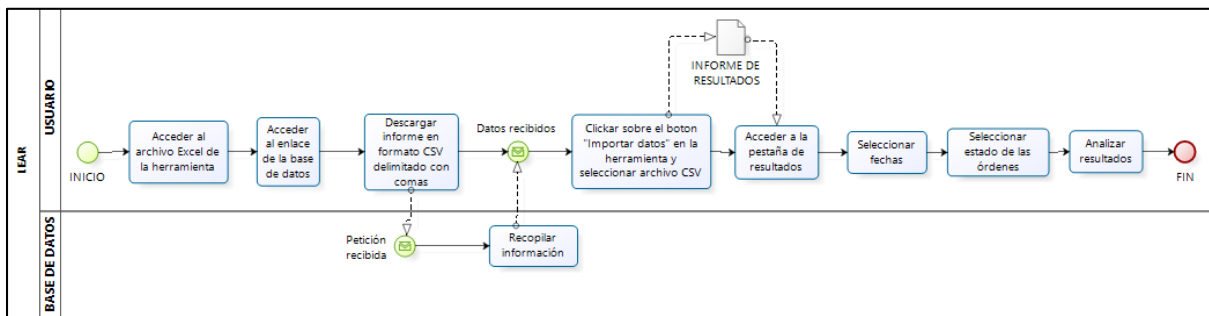 LEAR
USUARIO
INICIO
Acceder al
archivo Excel de
la herramienta
Acceder
al enlace
de la base
de datos
Descargar
informe en
formato CSV
delimitado con
comas
Datos recibidos
Clickar sobre el boton
"Importar datos" en la
herramienta y
seleccionar archivo CSV
INFORME DE
RESULTADOS
Acceder a la
pestaña de
resultados
Seleccionar
fechas
Seleccionar
estado de las
órdenes
Analizar
resultados
FIN
BASE DE DATOS
Petición
recibida
Recopilar
información